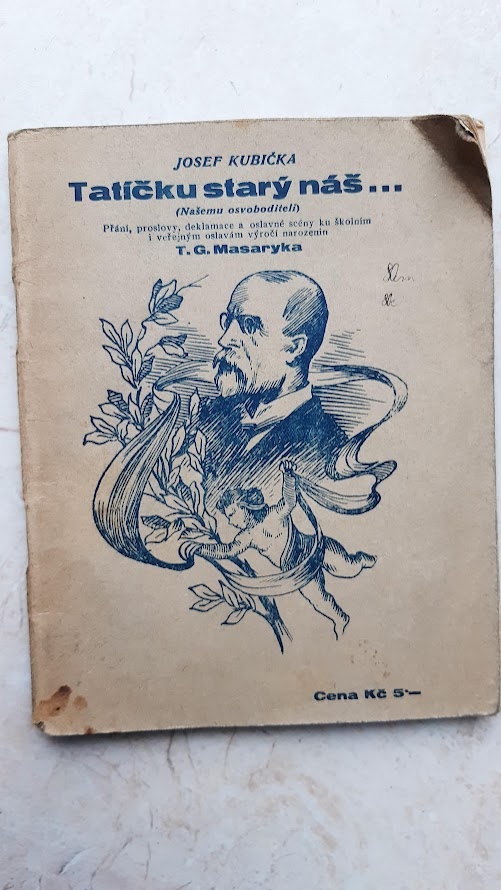 JOSEF KUBIČKA
Tatíčku starý náš...
(Našemu osvoboditeli)
Přání, proslovy, deklamace a oslavné scény ku školním
i veřejným oslavám výročí narozenin
T. G. Masaryka
Cena Kč 5·—